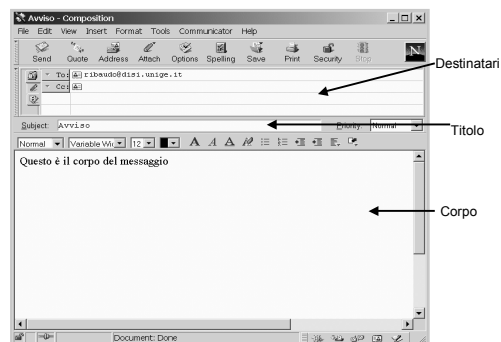 Avviso - Composition
File Edit View Insert Format Tools Communicator Help
Send Quote Address Attach Options Spelling Save Print Security Stop
N
To: ribaudo@disi.unige.it
Cc:
Destinatari
Subject: Avviso Priority: Normal
Titolo
Normal Variable Wi 12 A A A
Questo è il corpo del messaggio
Corpo
Document: Done